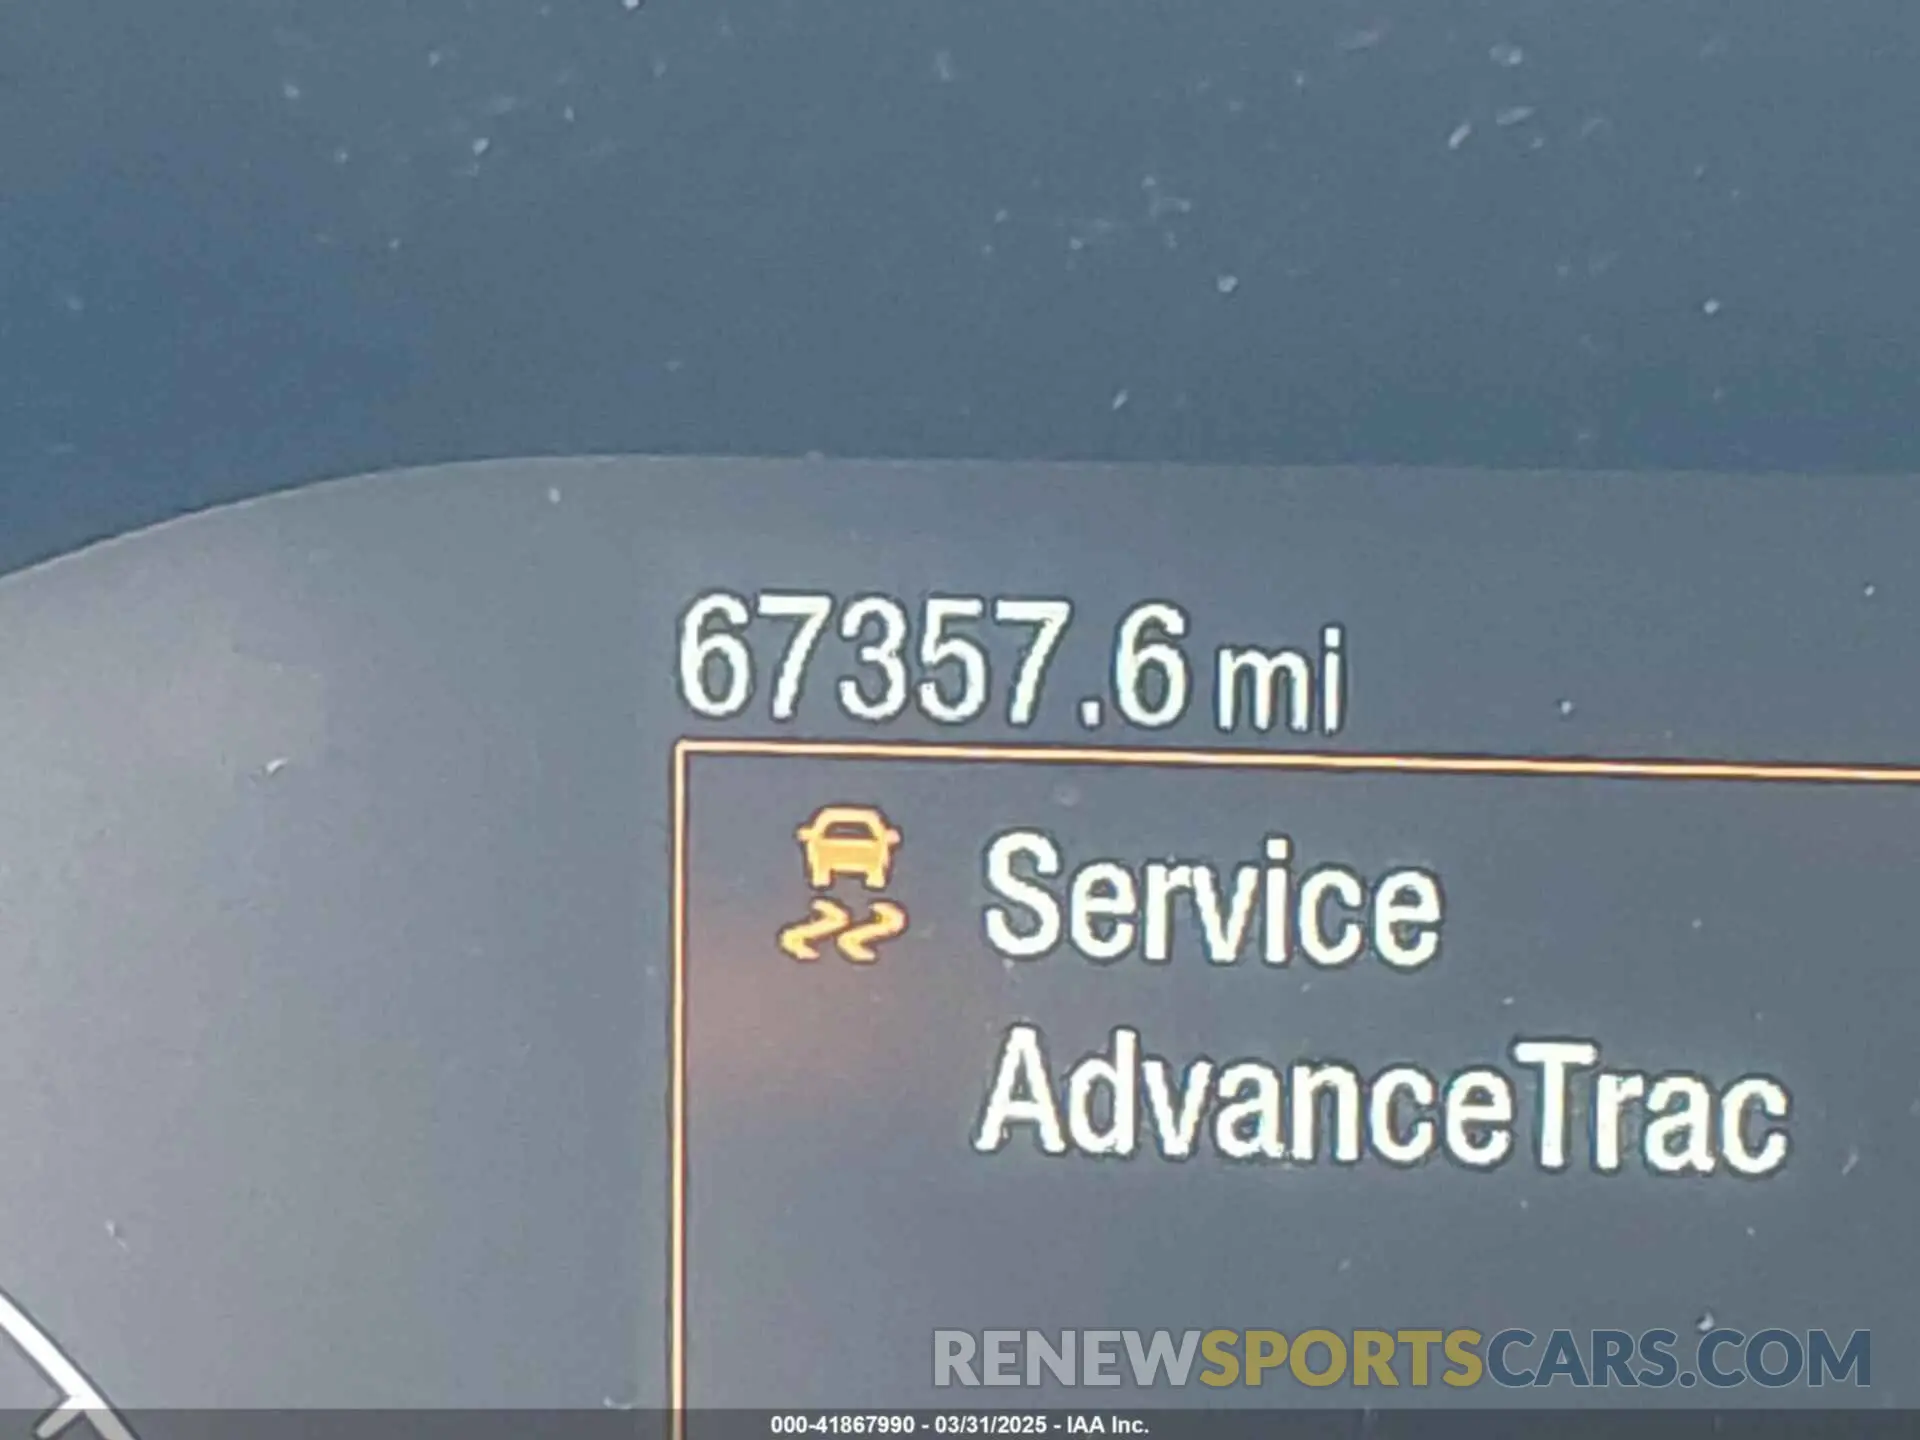 67357.6 mi
Service
AdvanceTrac
RENEWSPORTSCARS.COM
000-41867990 - 03/31/2025 - IAA Inc.